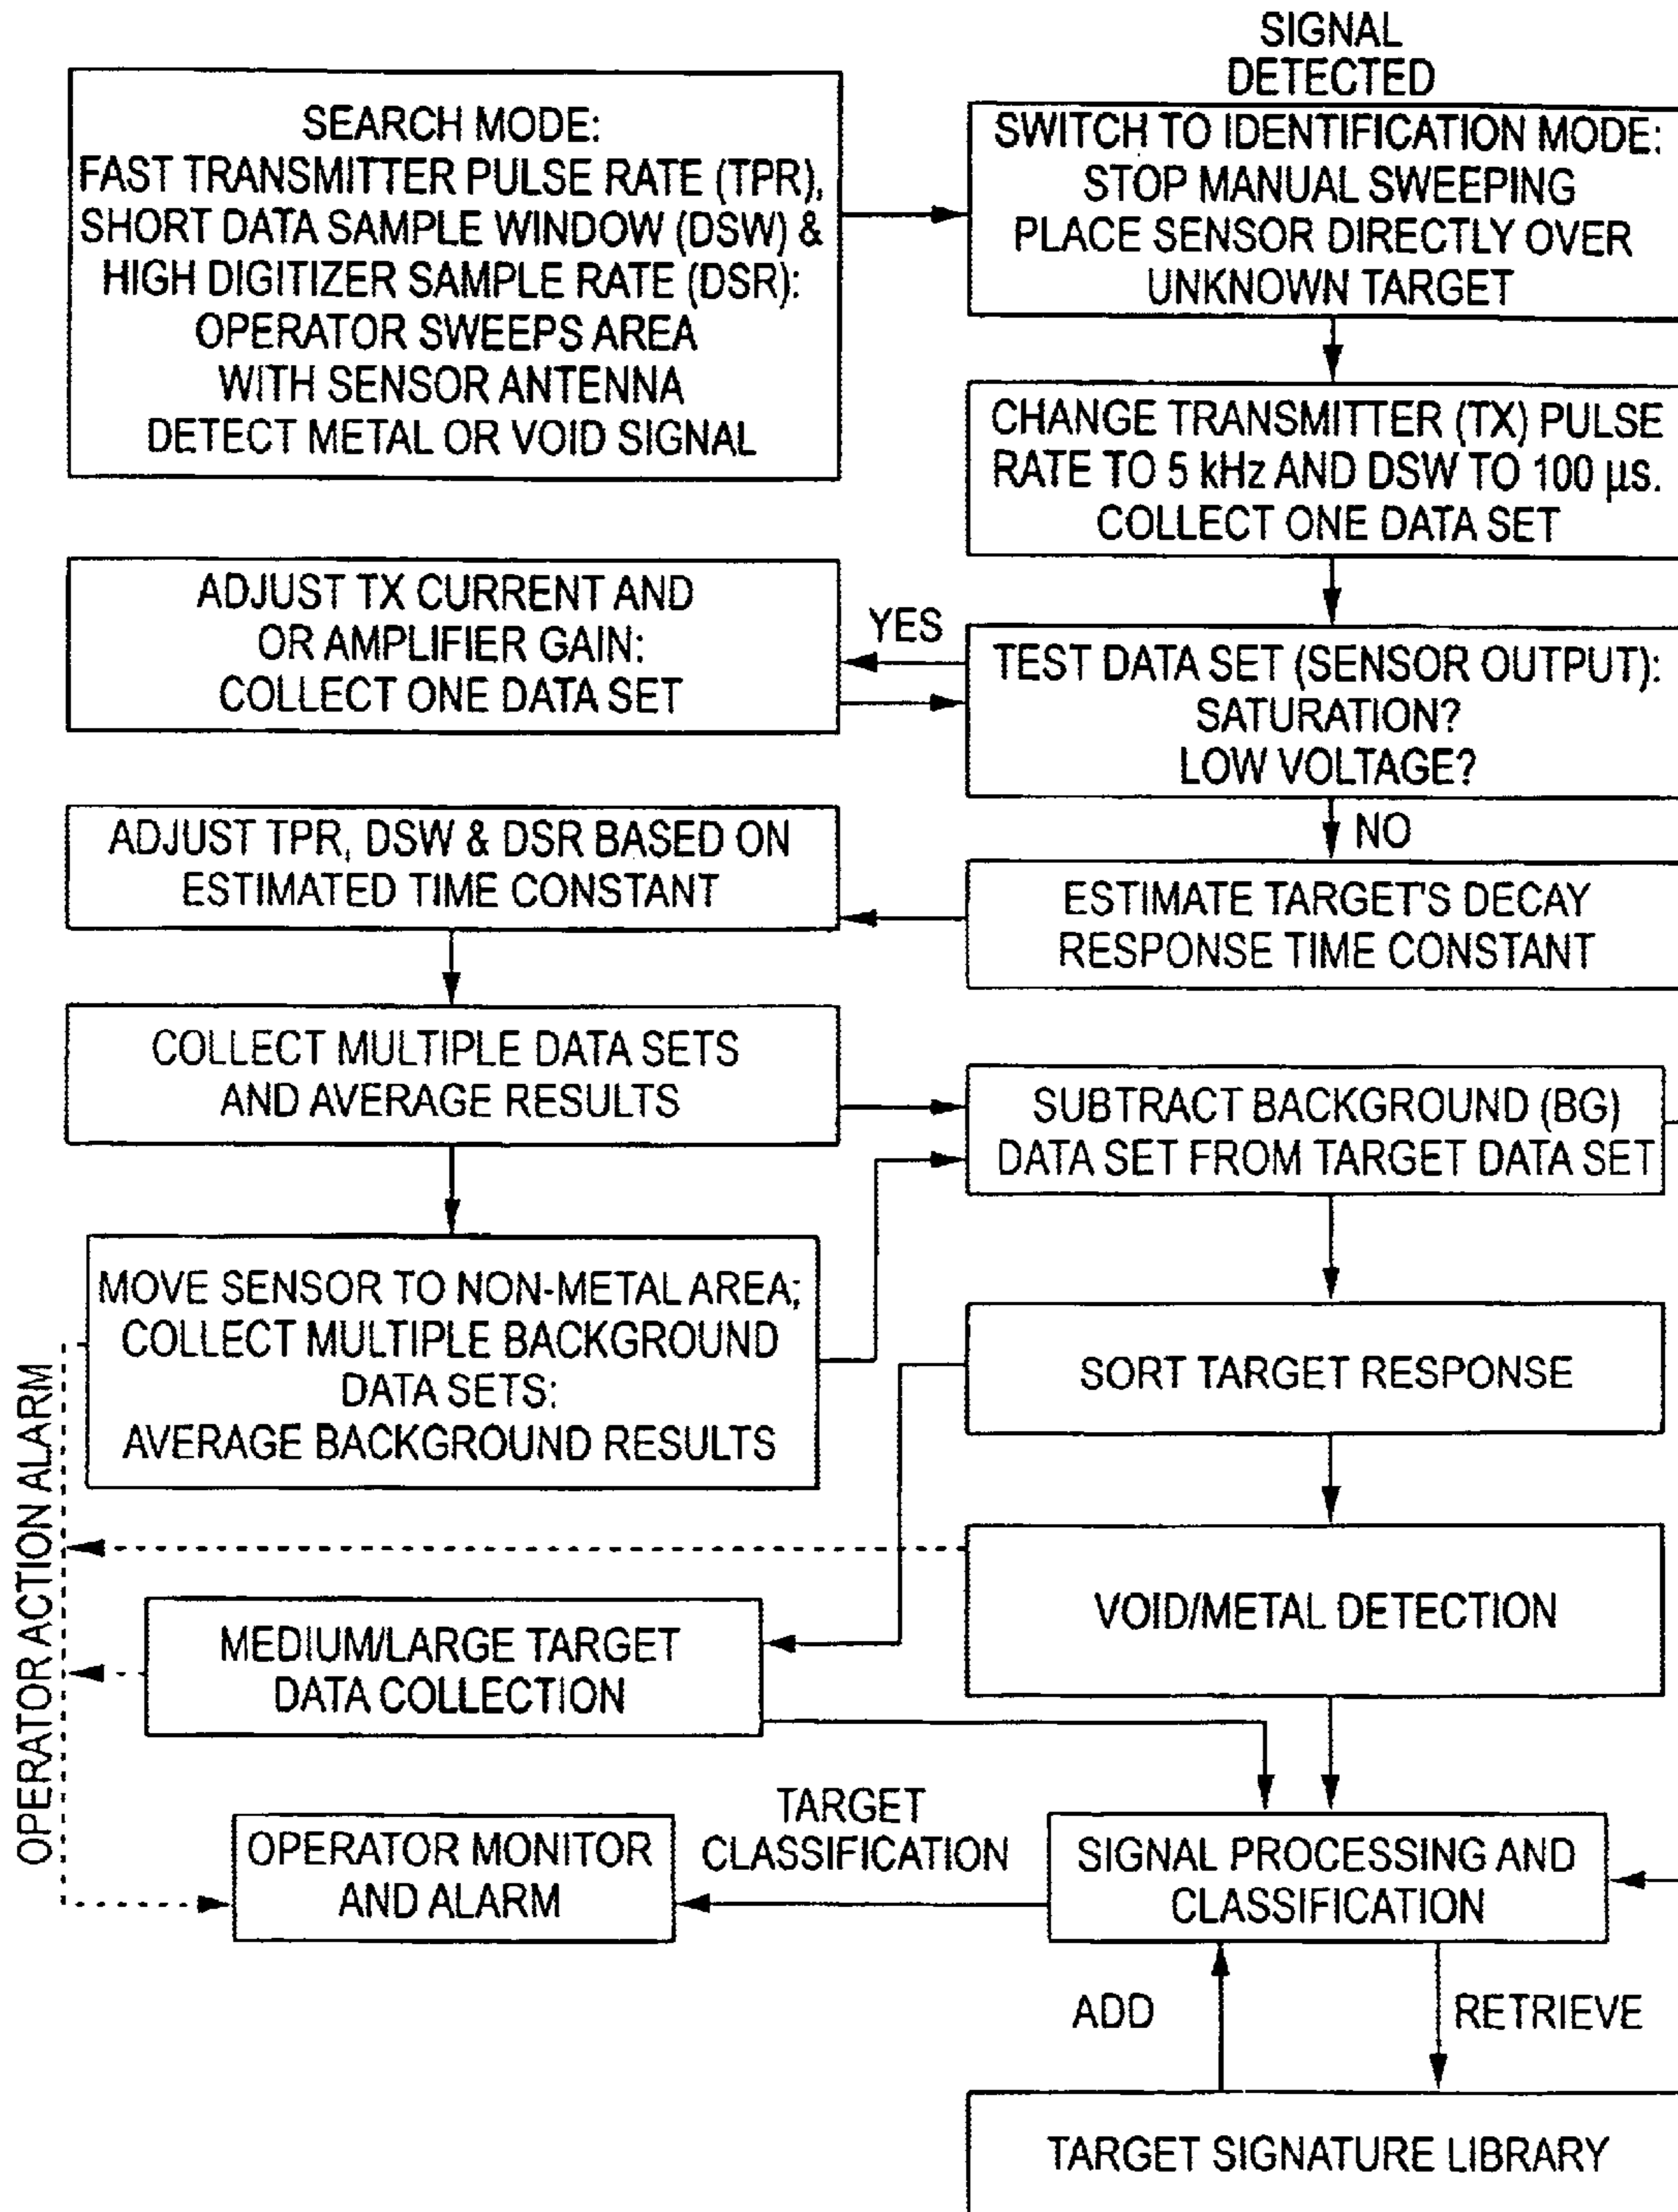 SEARCH MODE:
FAST TRANSMITTER PULSE RATE (TPR),
SHORT DATA SAMPLE WINDOW (DSW) &
HIGH DIGITIZER SAMPLE RATE (DSR):
OPERATOR SWEEPS AREA
WITH SENSOR ANTENNA
DETECT METAL OR VOID SIGNAL
SIGNAL
DETECTED
SWITCH TO IDENTIFICATION MODE:
STOP MANUAL SWEEPING
PLACE SENSOR DIRECTLY OVER
UNKNOWN TARGET
CHANGE TRANSMITTER (TX) PULSE
RATE TO 5 kHz AND DSW TO 100 µs.
COLLECT ONE DATA SET
ADJUST TX CURRENT AND
OR AMPLIFIER GAIN:
COLLECT ONE DATA SET
YES
TEST DATA SET (SENSOR OUTPUT):
SATURATION?
LOW VOLTAGE?
NO
ADJUST TPR, DSW & DSR BASED ON
ESTIMATED TIME CONSTANT
ESTIMATE TARGET'S DECAY
RESPONSE TIME CONSTANT
COLLECT MULTIPLE DATA SETS
AND AVERAGE RESULTS
SUBTRACT BACKGROUND (BG)
DATA SET FROM TARGET DATA SET
MOVE SENSOR TO NON-METAL AREA;
COLLECT MULTIPLE BACKGROUND
DATA SETS:
AVERAGE BACKGROUND RESULTS
SORT TARGET RESPONSE
OPERATOR ACTION ALARM
VOID/METAL DETECTION
MEDIUM/LARGE TARGET
DATA COLLECTION
OPERATOR MONITOR
AND ALARM
TARGET
CLASSIFICATION
SIGNAL PROCESSING AND
CLASSIFICATION
ADD
RETRIEVE
TARGET SIGNATURE LIBRARY